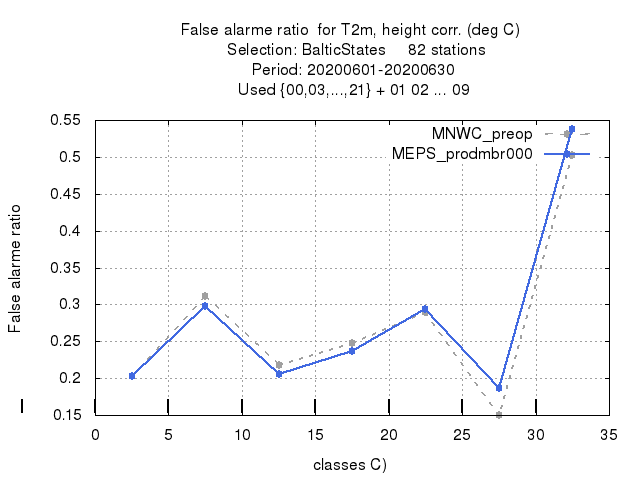 False alarme ratio  for T2m, height corr. (deg C)
Selection: BalticStates     82 stations
Period: 20200601-20200630
Used {00,03,...,21} + 01 02 ... 09
MNWC_preop
MEPS_prodmbr000
False alarme ratio
0.55
0.5
0.45
0.4
0.35
0.3
0.25
0.2
0.15
0 5 10 15 20 25 30 35
classes C)